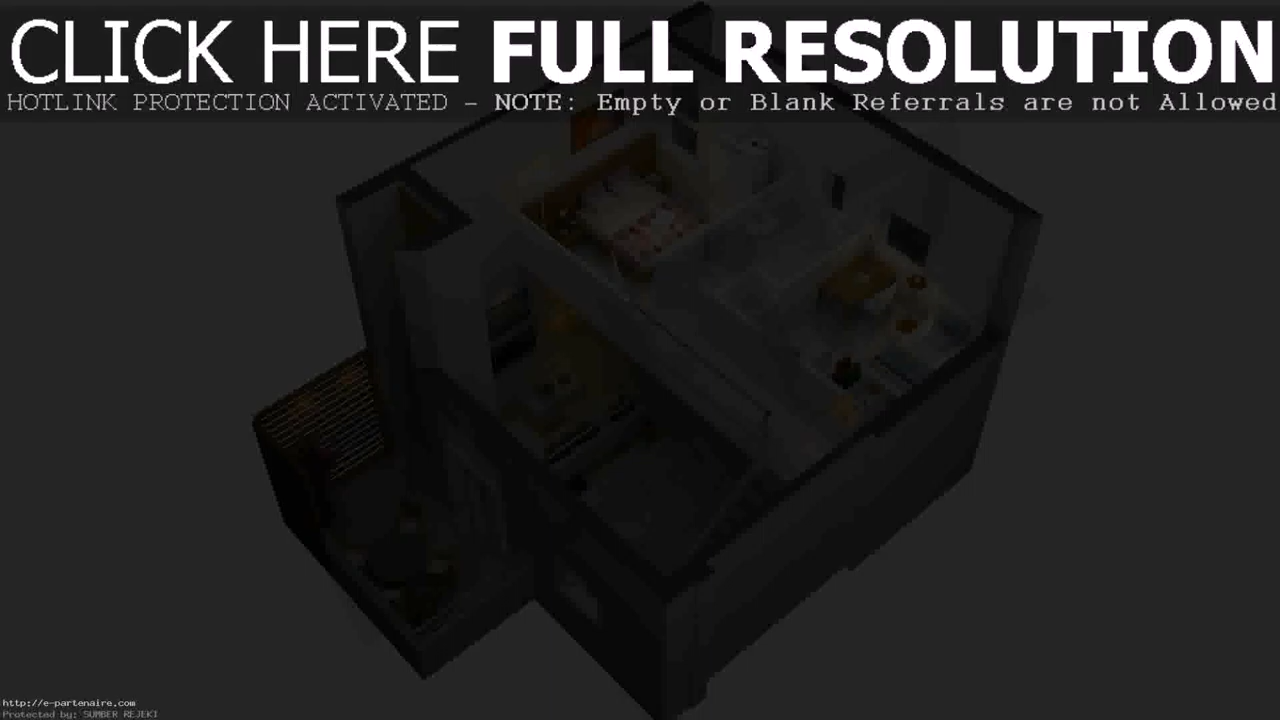 CLICK HERE FULL RESOLUTION
HOTLINK PROTECTION ACTIVATED – NOTE: Empty or Blank Referrals are not Allowed
http://e-partenaire.com
Protected by: SUMBER REJEKI